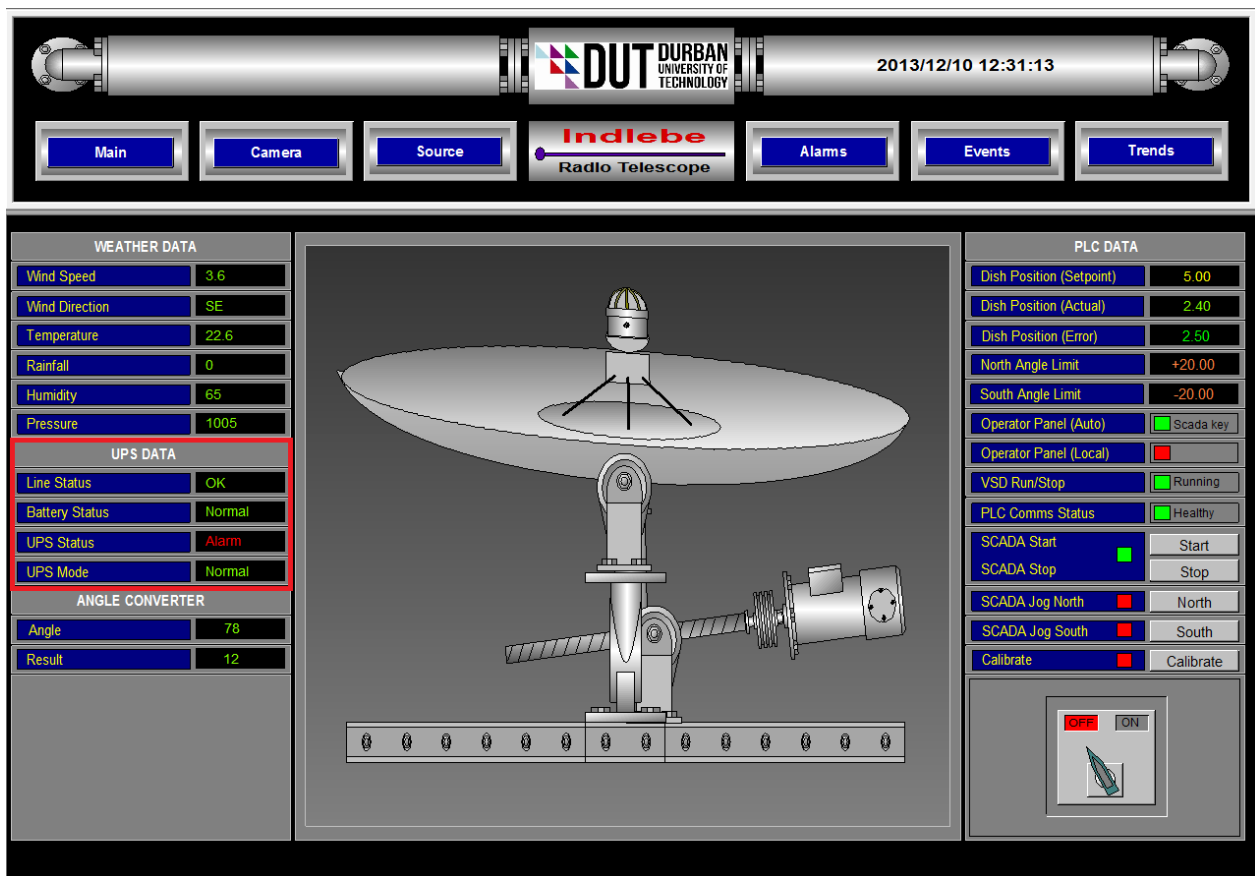 DUT DURBAN UNIVERSITY OF TECHNOLOGY
2013/12/10 12:31:13
Main
Camera
Source
Indlebe
Radio Telescope
Alarms
Events
Trends
WEATHER DATA
Wind Speed 3.6
Wind Direction SE
Temperature 22.6
Rainfall 0
Humidity 65
Pressure 1005
UPS DATA
Line Status OK
Battery Status Normal
UPS Status Alarm
UPS Mode Normal
ANGLE CONVERTER
Angle 78
Result 12
PLC DATA
Dish Position (Setpoint) 5.00
Dish Position (Actual) 2.40
Dish Position (Error) 2.50
North Angle Limit +20.00
South Angle Limit -20.00
Operator Panel (Auto) Scada key
Operator Panel (Local)
VSD Run/Stop Running
PLC Comms Status Healthy
SCADA Start Start
SCADA Stop Stop
SCADA Jog North North
SCADA Jog South South
Calibrate Calibrate
OFF ON